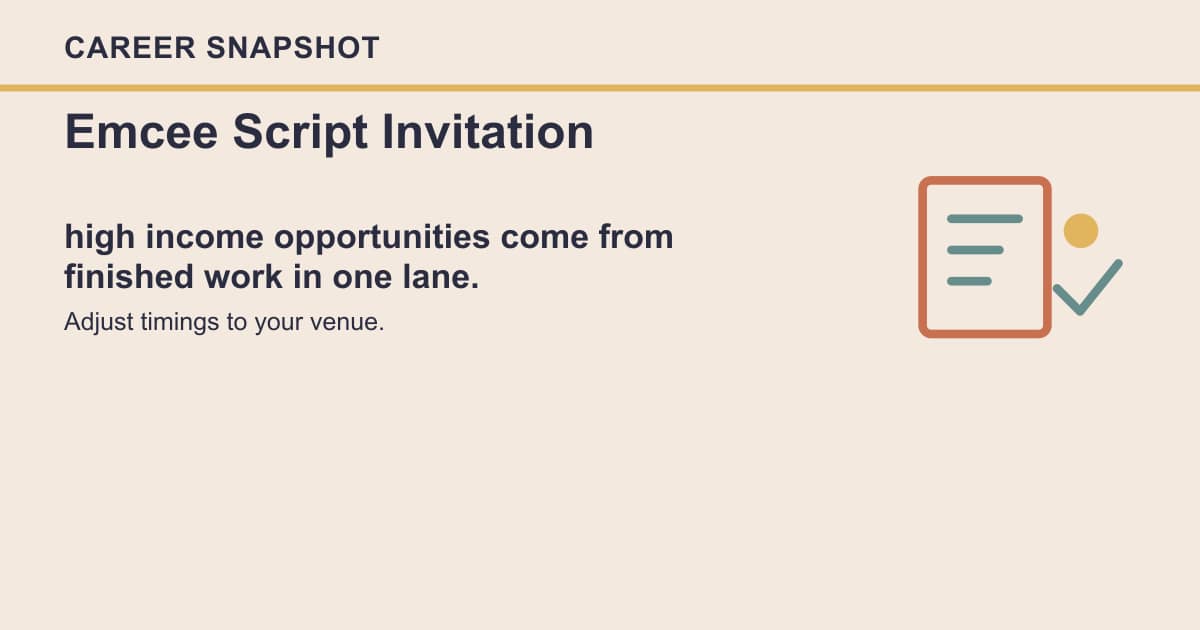 CAREER SNAPSHOT
Emcee Script Invitation
high income opportunities come from
finished work in one lane.
Adjust timings to your venue.